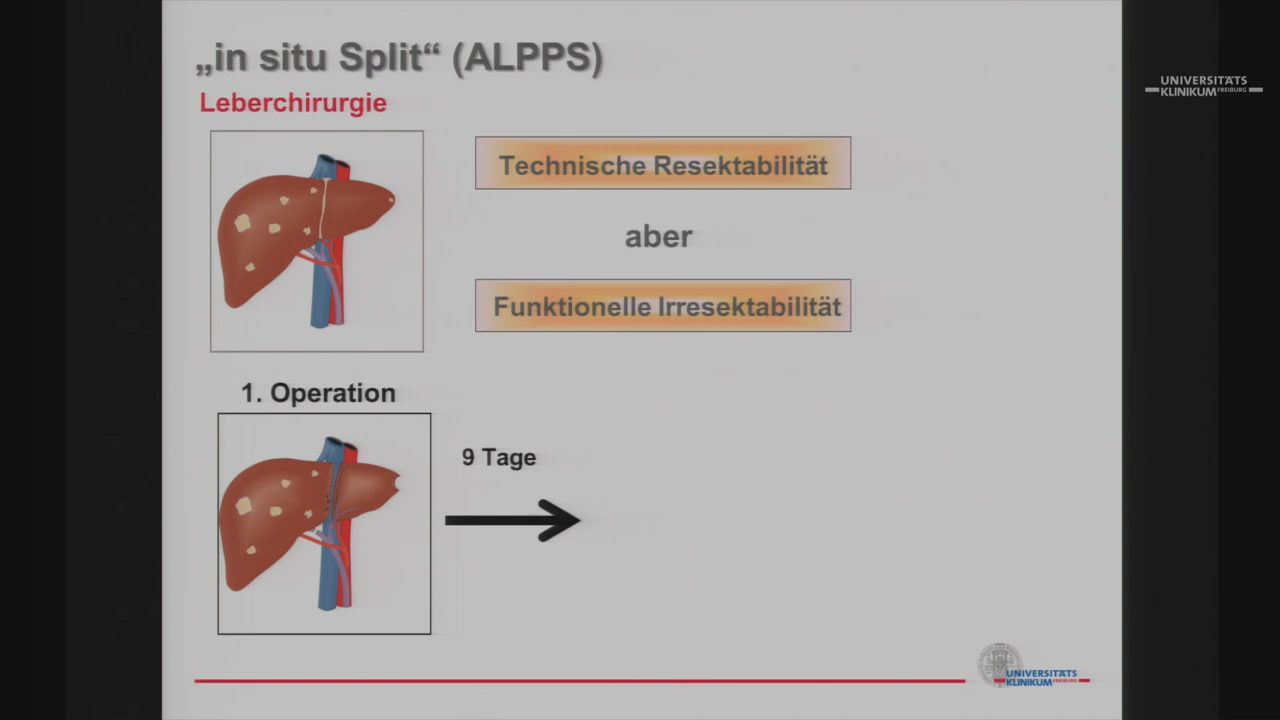 „in situ Split“ (ALPPS)
Leberchirurgie
UNIVERSITÄTS
KLINIKUM FREIBURG
Technische Resektabilität
aber
Funktionelle Irresektabilität
1. Operation
9 Tage
UNIVERSITÄTS
KLINIKUM FREIBURG